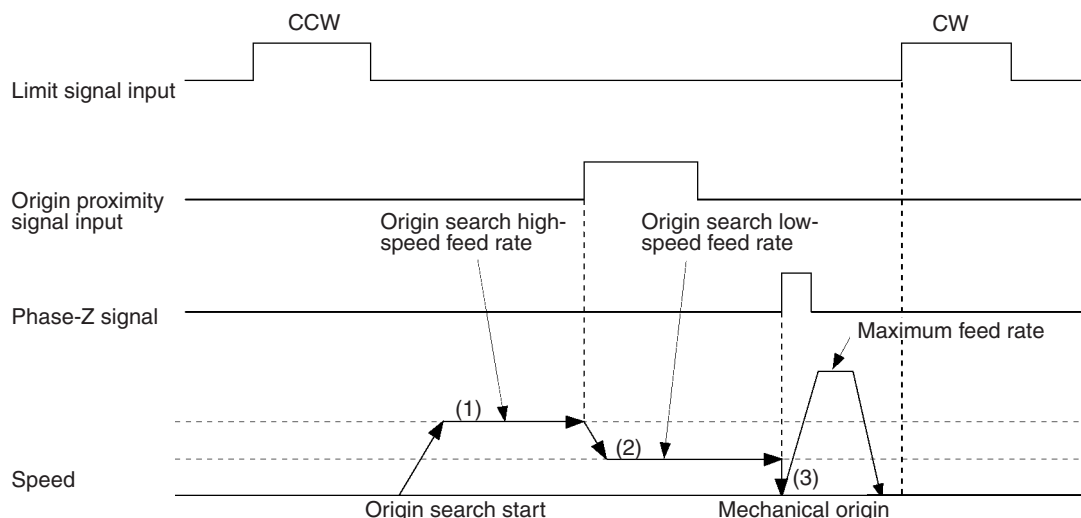 CCW
CW
Limit signal input
Origin proximity
signal input
Origin search high-
speed feed rate
Origin search low-
speed feed rate
Phase-Z signal
Maximum feed rate
(1)
(2)
(3)
Speed
Origin search start
Mechanical origin